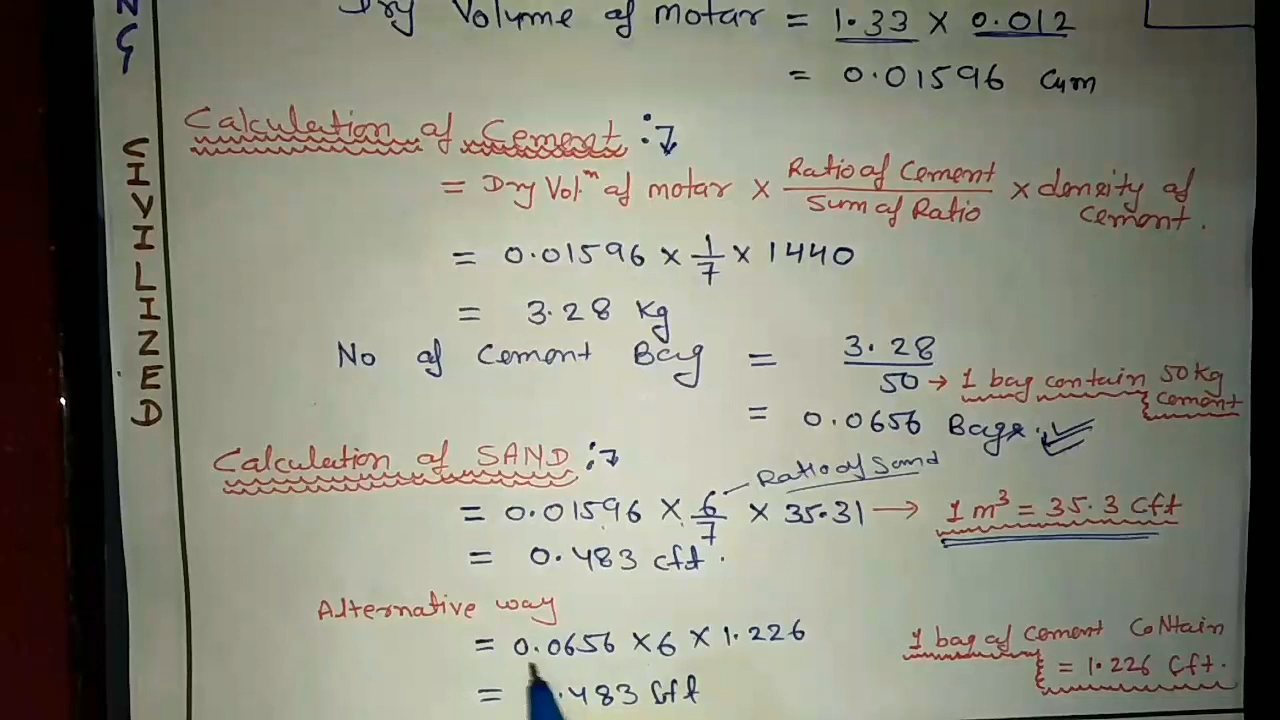 Dry Volume of motar = 1.33 × 0.012
= 0.01596 Cum
Calculation of Cement :→
= Dry Volⁿ of motar × Ratio of Cement / Sum of Ratio × density of cement.
= 0.01596 × 1/7 × 1440
= 3.28 Kg
No of Cement Bag = 3.28 / 50 → 1 bag contain 50 kg cement
= 0.0656 Bags.
Calculation of SAND :→
Ratio of Sand
= 0.01596 × 6/7 × 35.31 → 1 m³ = 35.3 Cft
= 0.483 cft.
Alternative way
= 0.0656 × 6 × 1.226
1 bag of cement CoNtain
= 1.226 Cft.
= .483 Cft
CIVILINEA